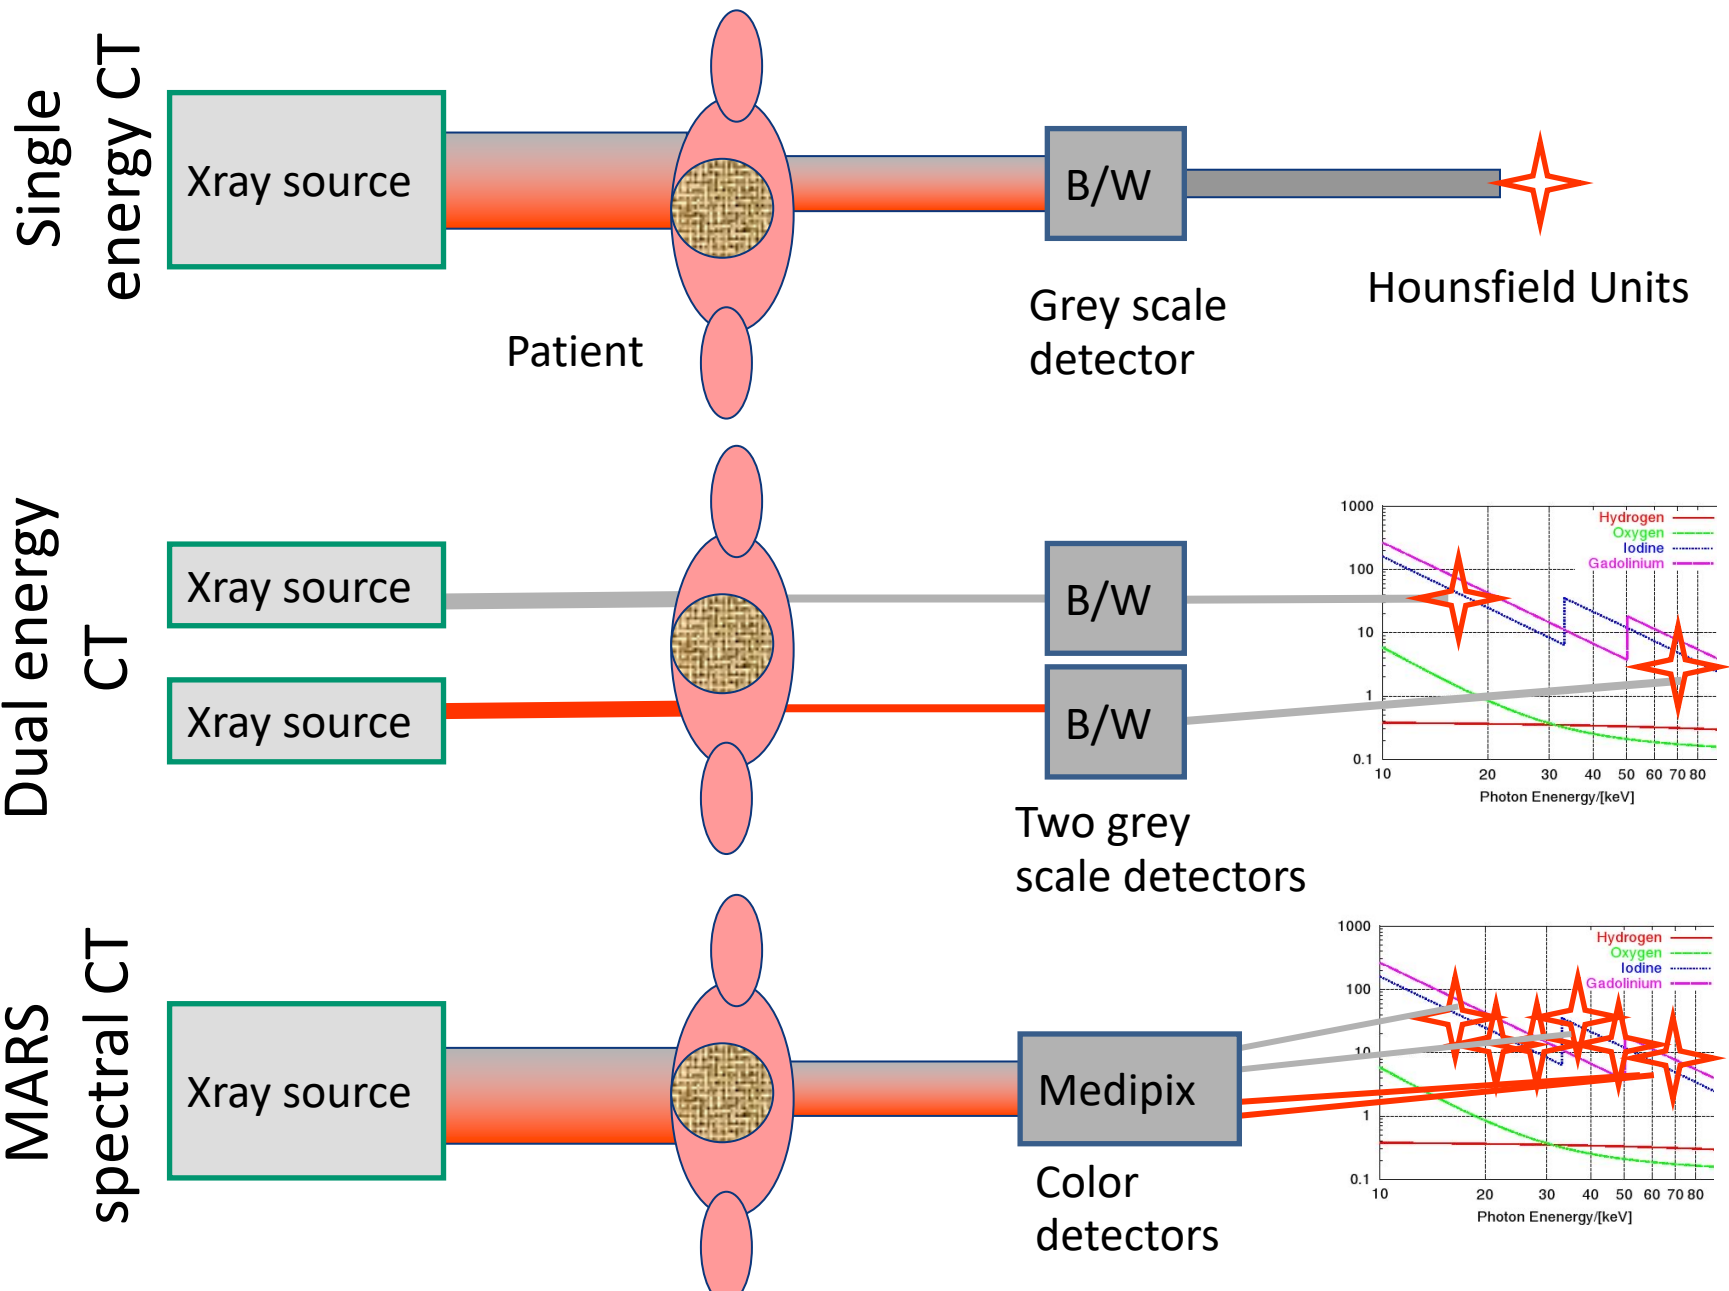 Single
energy CT
Xray source
B/W
Patient
Grey scale
detector
Hounsfield Units
Dual energy
CT
Xray source
Xray source
B/W
B/W
Two grey
scale detectors
1000
100
10
1
0.1
Hydrogen
Oxygen
Iodine
Gadolinium
10 20 30 40 50 60 70 80
Photon Enenergy/[keV]
MARS
spectral CT
Xray source
Medipix
Color
detectors
1000
100
10
1
0.1
Hydrogen
Oxygen
Iodine
Gadolinium
10 20 30 40 50 60 70 80
Photon Enenergy/[keV]